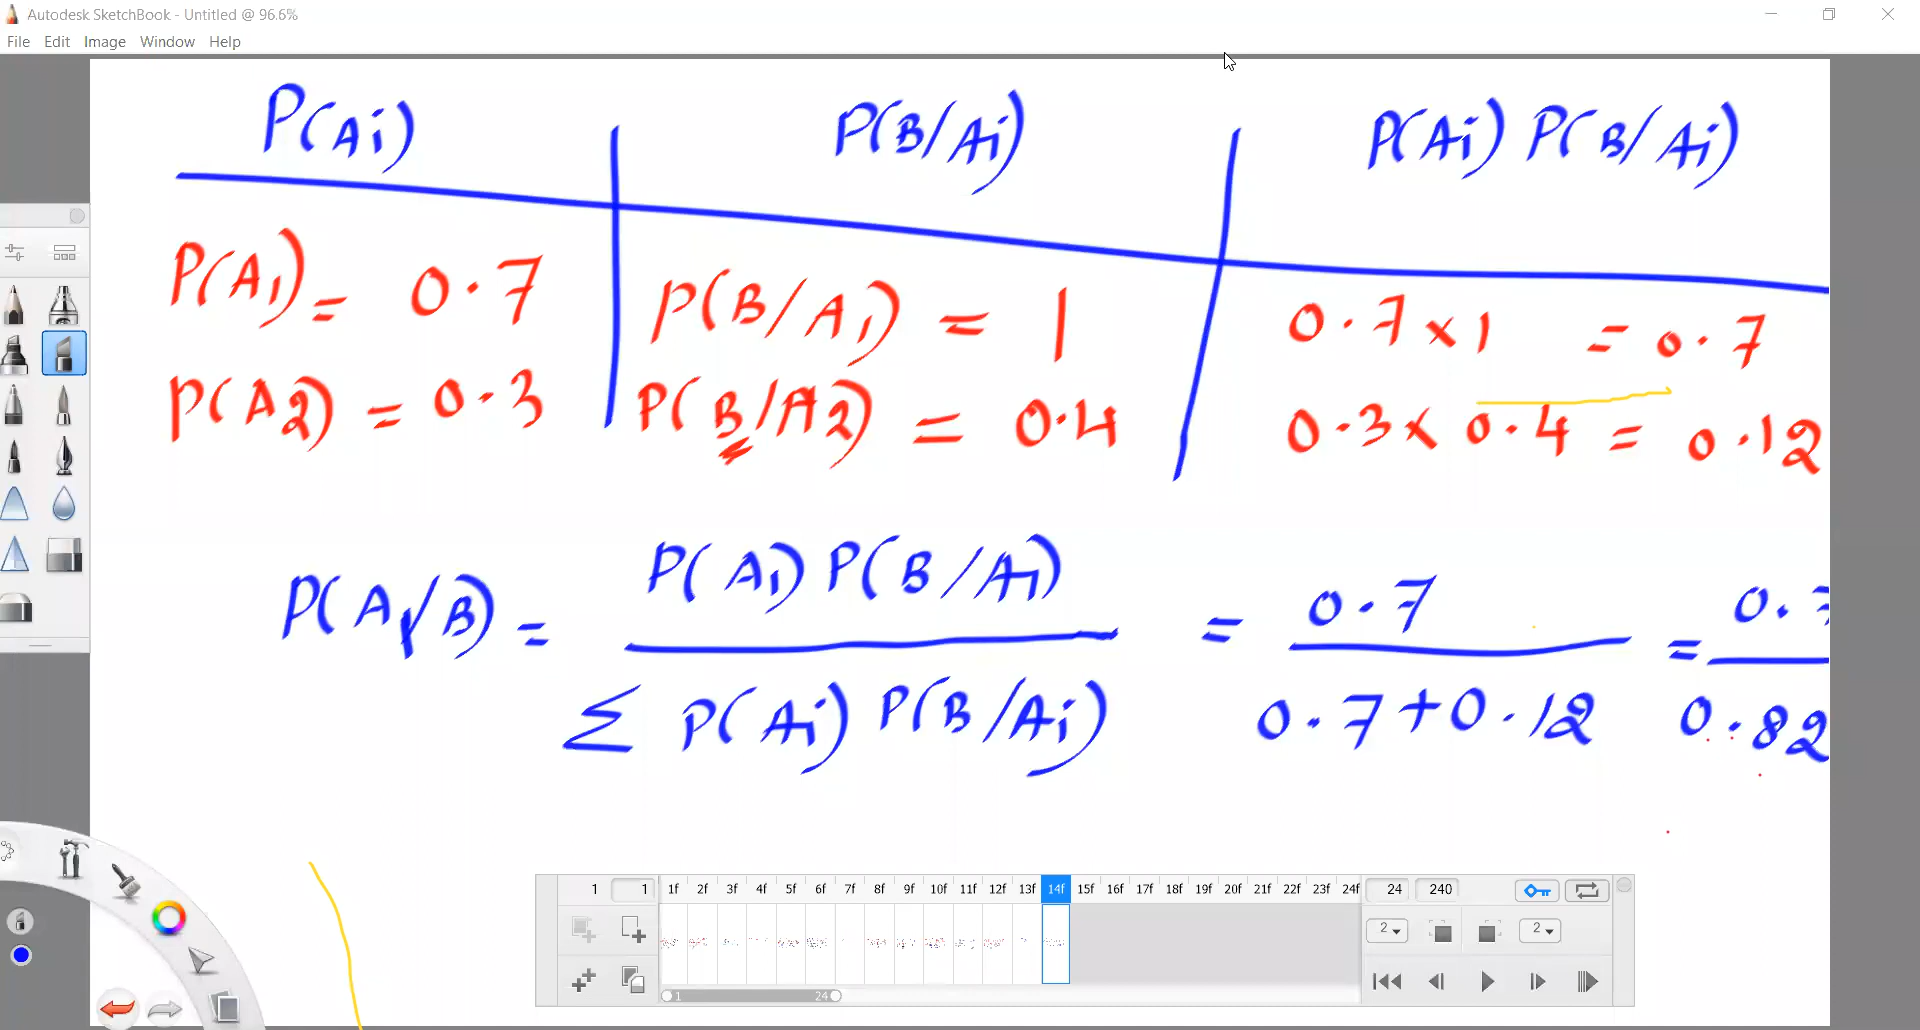 Autodesk SketchBook - Untitled @ 96.6%
File Edit Image Window Help
P(Ai) P(B/Ai) P(Ai) P(B/Ai)
P(A1) = 0.7 P(B/A1) = 1 0.7 × 1 = 0.7
P(A2) = 0.3 P(B/A2) = 0.4 0.3 × 0.4 = 0.12
P(A1) P(B/A1) 0.7 0.7
P(A1/B) = = =
Σ P(Ai) P(B/Ai) 0.7 + 0.12 0.82
1 1 1f 2f 3f 4f 5f 6f 7f 8f 9f 10f 11f 12f 13f 14f 15f 16f 17f 18f 19f 20f 21f 22f 23f 24f 24 240
2 2
1 24